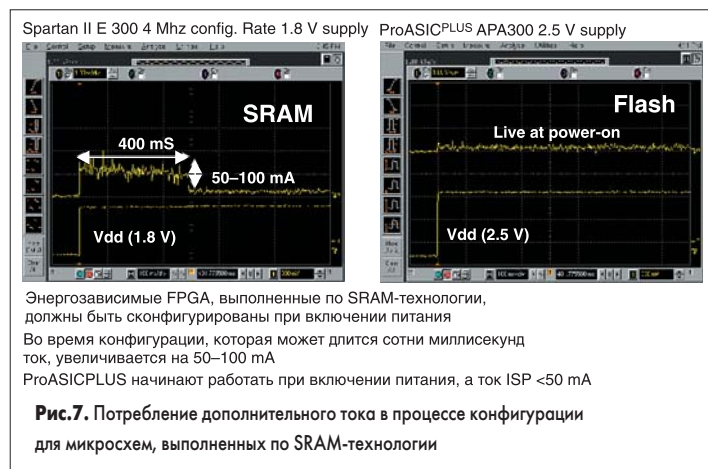 Spartan II E 300 4 Mhz config. Rate 1.8 V supply
ProASICPLUS APA300 2.5 V supply
SRAM
400 mS
50–100 mA
Vdd (1.8 V)
Flash
Live at power-on
Vdd (2.5 V)
Энергозависимые FPGA, выполненные по SRAM-технологии,
должны быть сконфигурированы при включении питания
Во время конфигурации, которая может длится сотни миллисекунд
ток, увеличивается на 50–100 mA
ProASICPLUS начинают работать при включении питания, а ток ISP <50 mA
Рис.7. Потребление дополнительного тока в процессе конфигурации
для микросхем, выполненных по SRAM-технологии